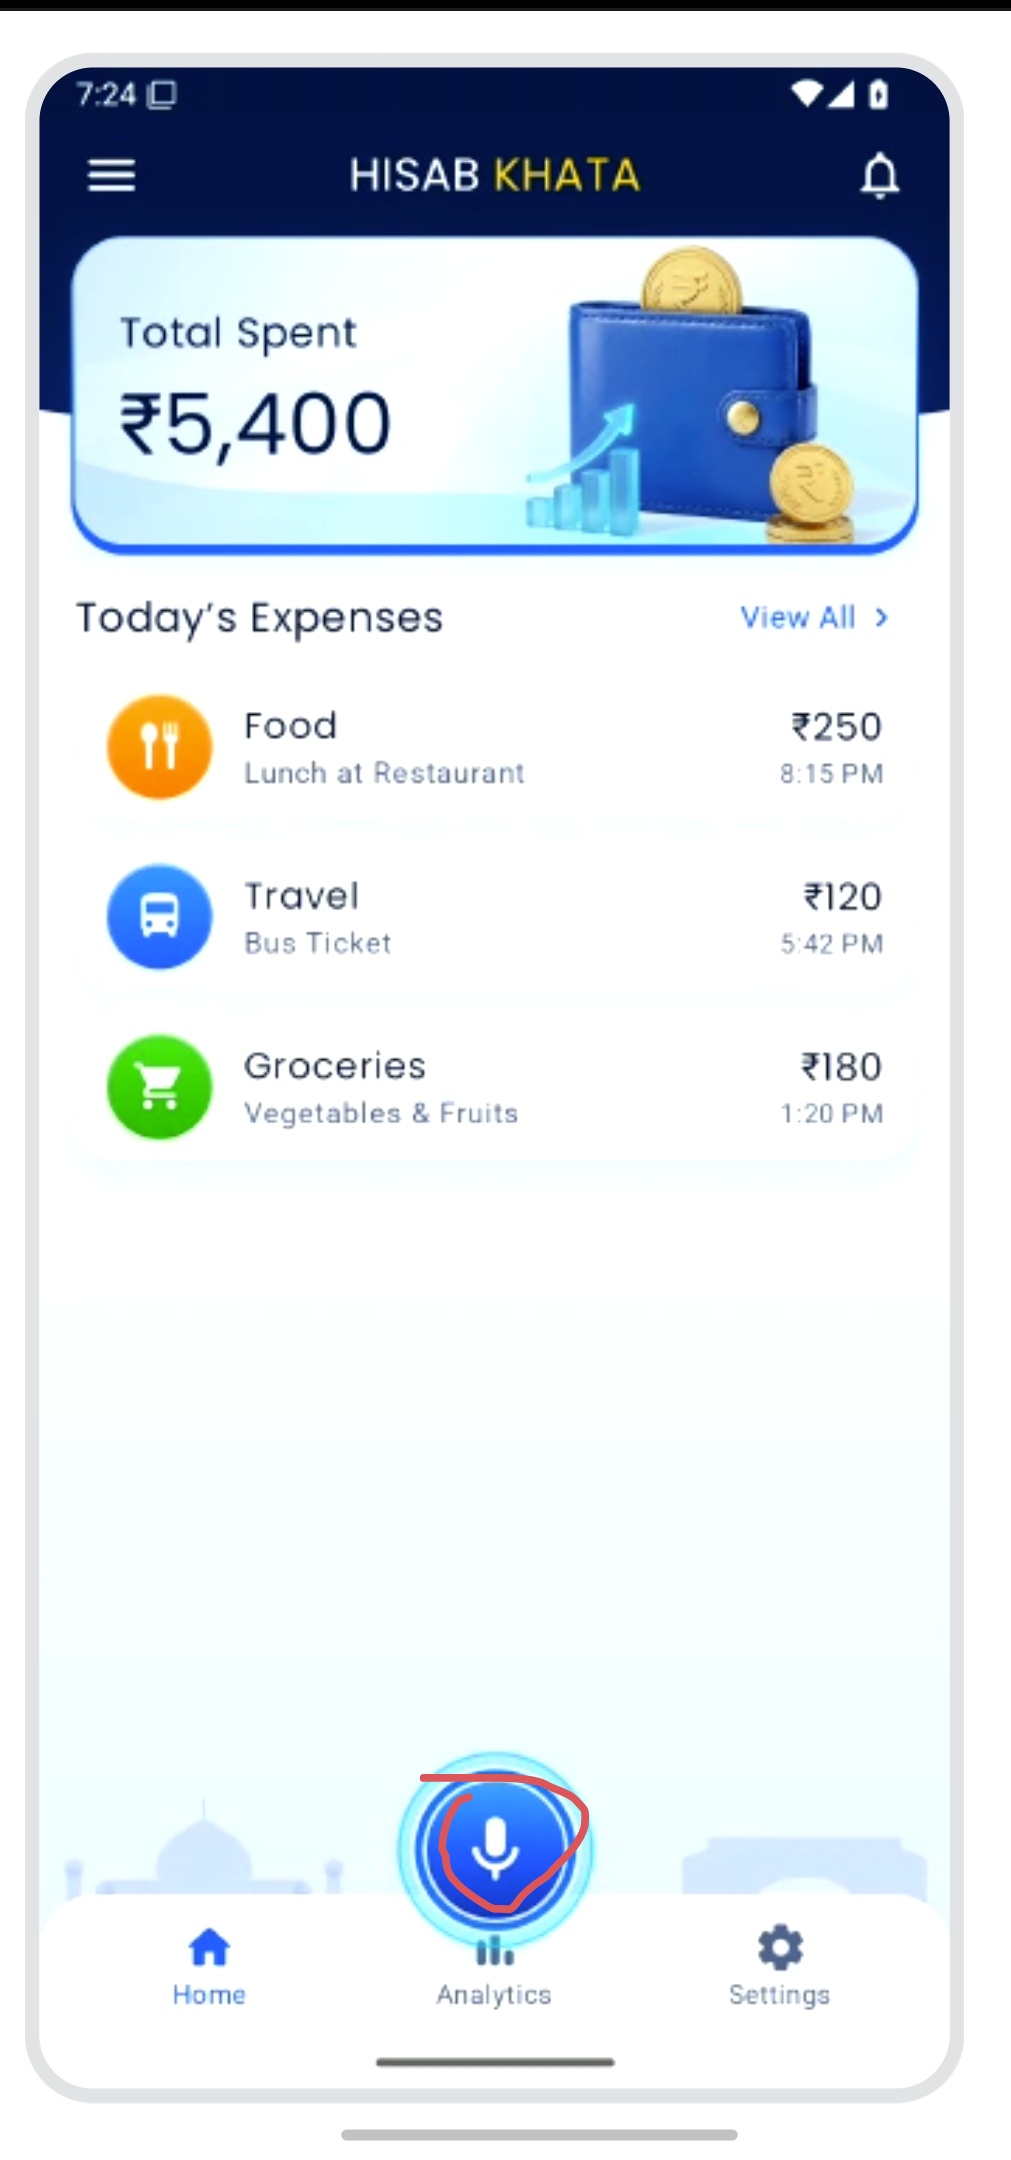 7:24
HISAB KHATA
Total Spent
₹5,400
Today's Expenses
View All >
Food
₹250
Lunch at Restaurant
8:15 PM
Travel
₹120
Bus Ticket
5:42 PM
Groceries
₹180
Vegetables & Fruits
1:20 PM
Home
Analytics
Settings